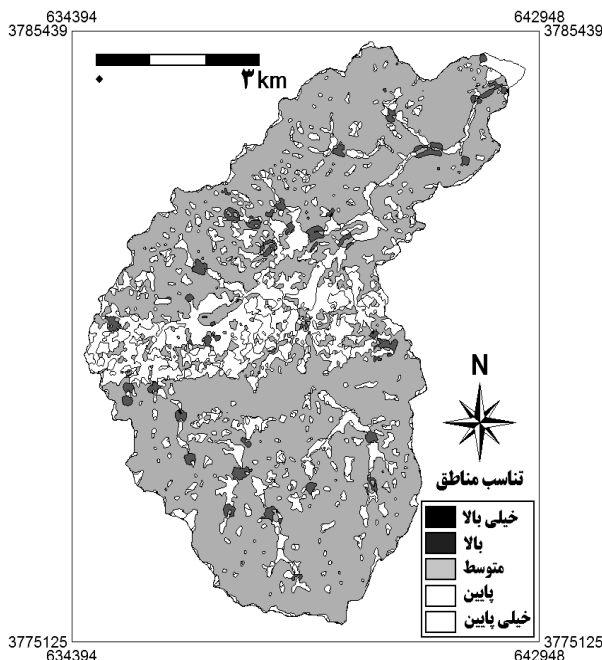 634394 642948
3785439 3785439
۳ km
N
تناسب مناطق
خیلی بالا
بالا
متوسط
پایین
خیلی پایین
3775125 3775125
634394 642948